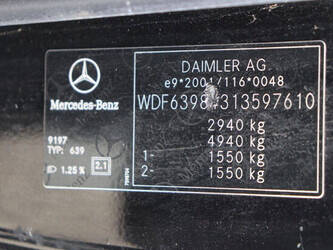 DAIMLER AG
e9*2001/116*0048
Mercedes-Benz
2940 kg
4940 kg
9197
TYP: 639
1- 1550 kg
1.25% 2.1
2- 1550 kg